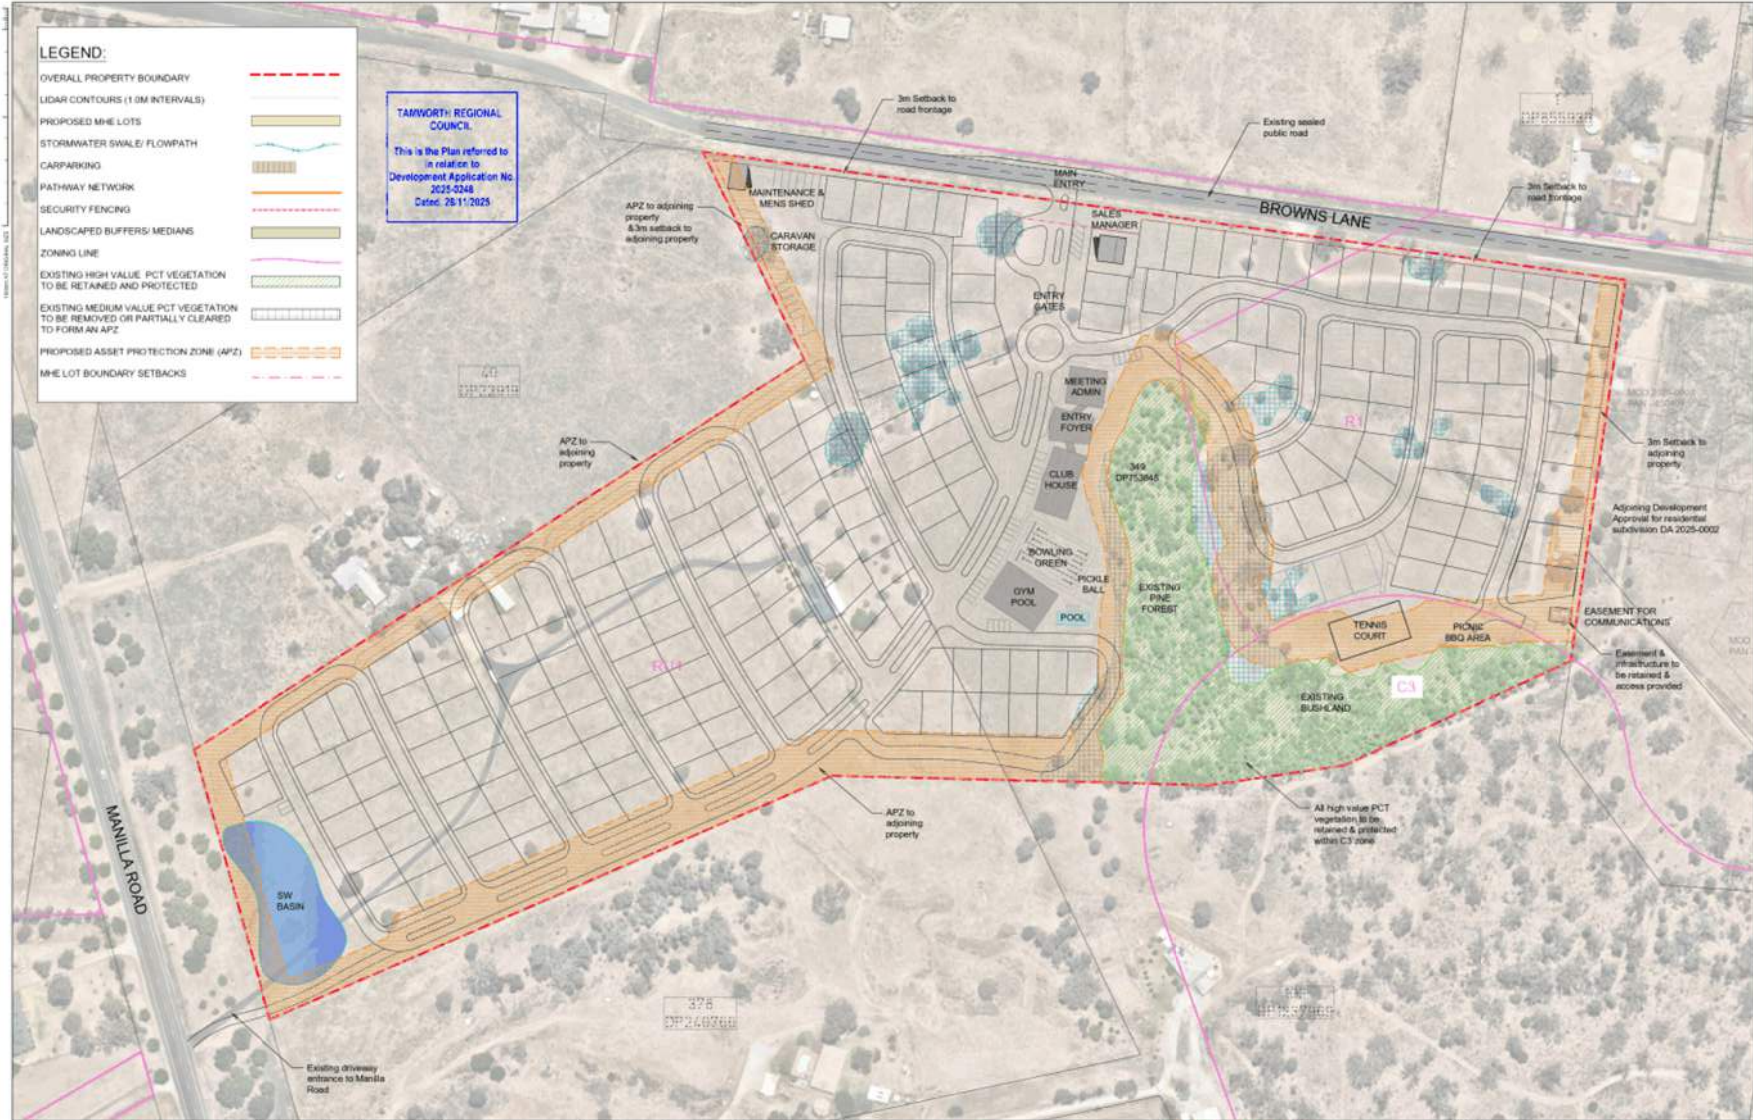 LEGEND:
OVERALL PROPERTY BOUNDARY
LIDAR CONTOURS (1.0M INTERVALS)
PROPOSED MHE LOTS
STORMWATER SWALE/ FLOWPATH
CARPARKING
PATHWAY NETWORK
SECURITY FENCING
LANDSCAPED BUFFERS/ MEDIANS
ZONING LINE
EXISTING HIGH VALUE PCT VEGETATION
TO BE RETAINED AND PROTECTED
EXISTING MEDIUM VALUE PCT VEGETATION
TO BE REMOVED OR PARTIALLY CLEARED
TO FORM AN APZ
PROPOSED ASSET PROTECTION ZONE (APZ)
MHE LOT BOUNDARY SETBACKS
TAMWORTH REGIONAL
COUNCIL
This is the Plan referred to
in relation to
Development Application No.
2025-0248
Dated. 28/11/2025
3m Setback to
road frontage
Existing sealed
public road
3m Setback to
road frontage
BROWNS LANE
MAIN
ENTRY
SALES
MANAGER
MAINTENANCE &
MENS SHED
CARAVAN
STORAGE
APZ to adjoining
property
&3m setback to
adjoining property
ENTRY
GATES
MEETING
ADMIN
ENTRY
FOYER
CLUB
HOUSE
349
DP753848
R1
3m Setback to
adjoining
property
Adjoining Development
Approval for residential
subdivision DA 2025-0002
APZ to
adjoining
property
BOWLING
GREEN
PICKLE
BALL
GYM
POOL
POOL
EXISTING
PINE
FOREST
TENNIS
COURT
PICNIC
BBQ AREA
EASEMENT FOR
COMMUNICATIONS
Easement &
infrastructure to
be retained &
access provided
EXISTING
BUSHLAND
C3
RU1
APZ to
adjoining
property
All high value PCT
vegetation to be
retained & protected
within C3 zone
MANILLA ROAD
SW
BASIN
376
Existing driveway
entrance to Manilla
Road